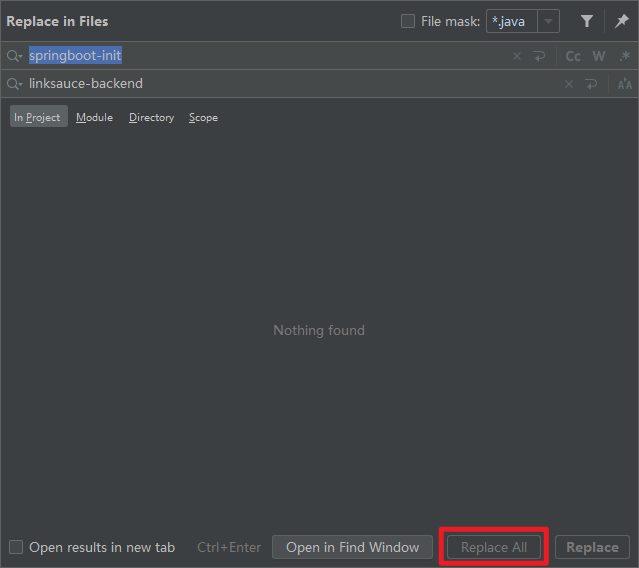 Replace in Files File mask: *.java
springboot-init Cc W .*
linksauce-backend AA
In Project Module Directory Scope
Nothing found
Open results in new tab Ctrl+Enter Open in Find Window Replace All Replace